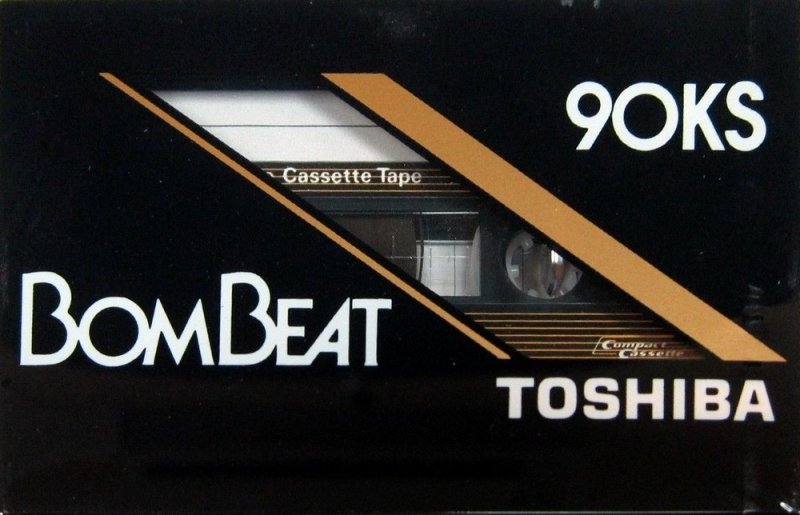 90KS
Cassette Tape
BOMBEAT
Compact
Cassette
TOSHIBA